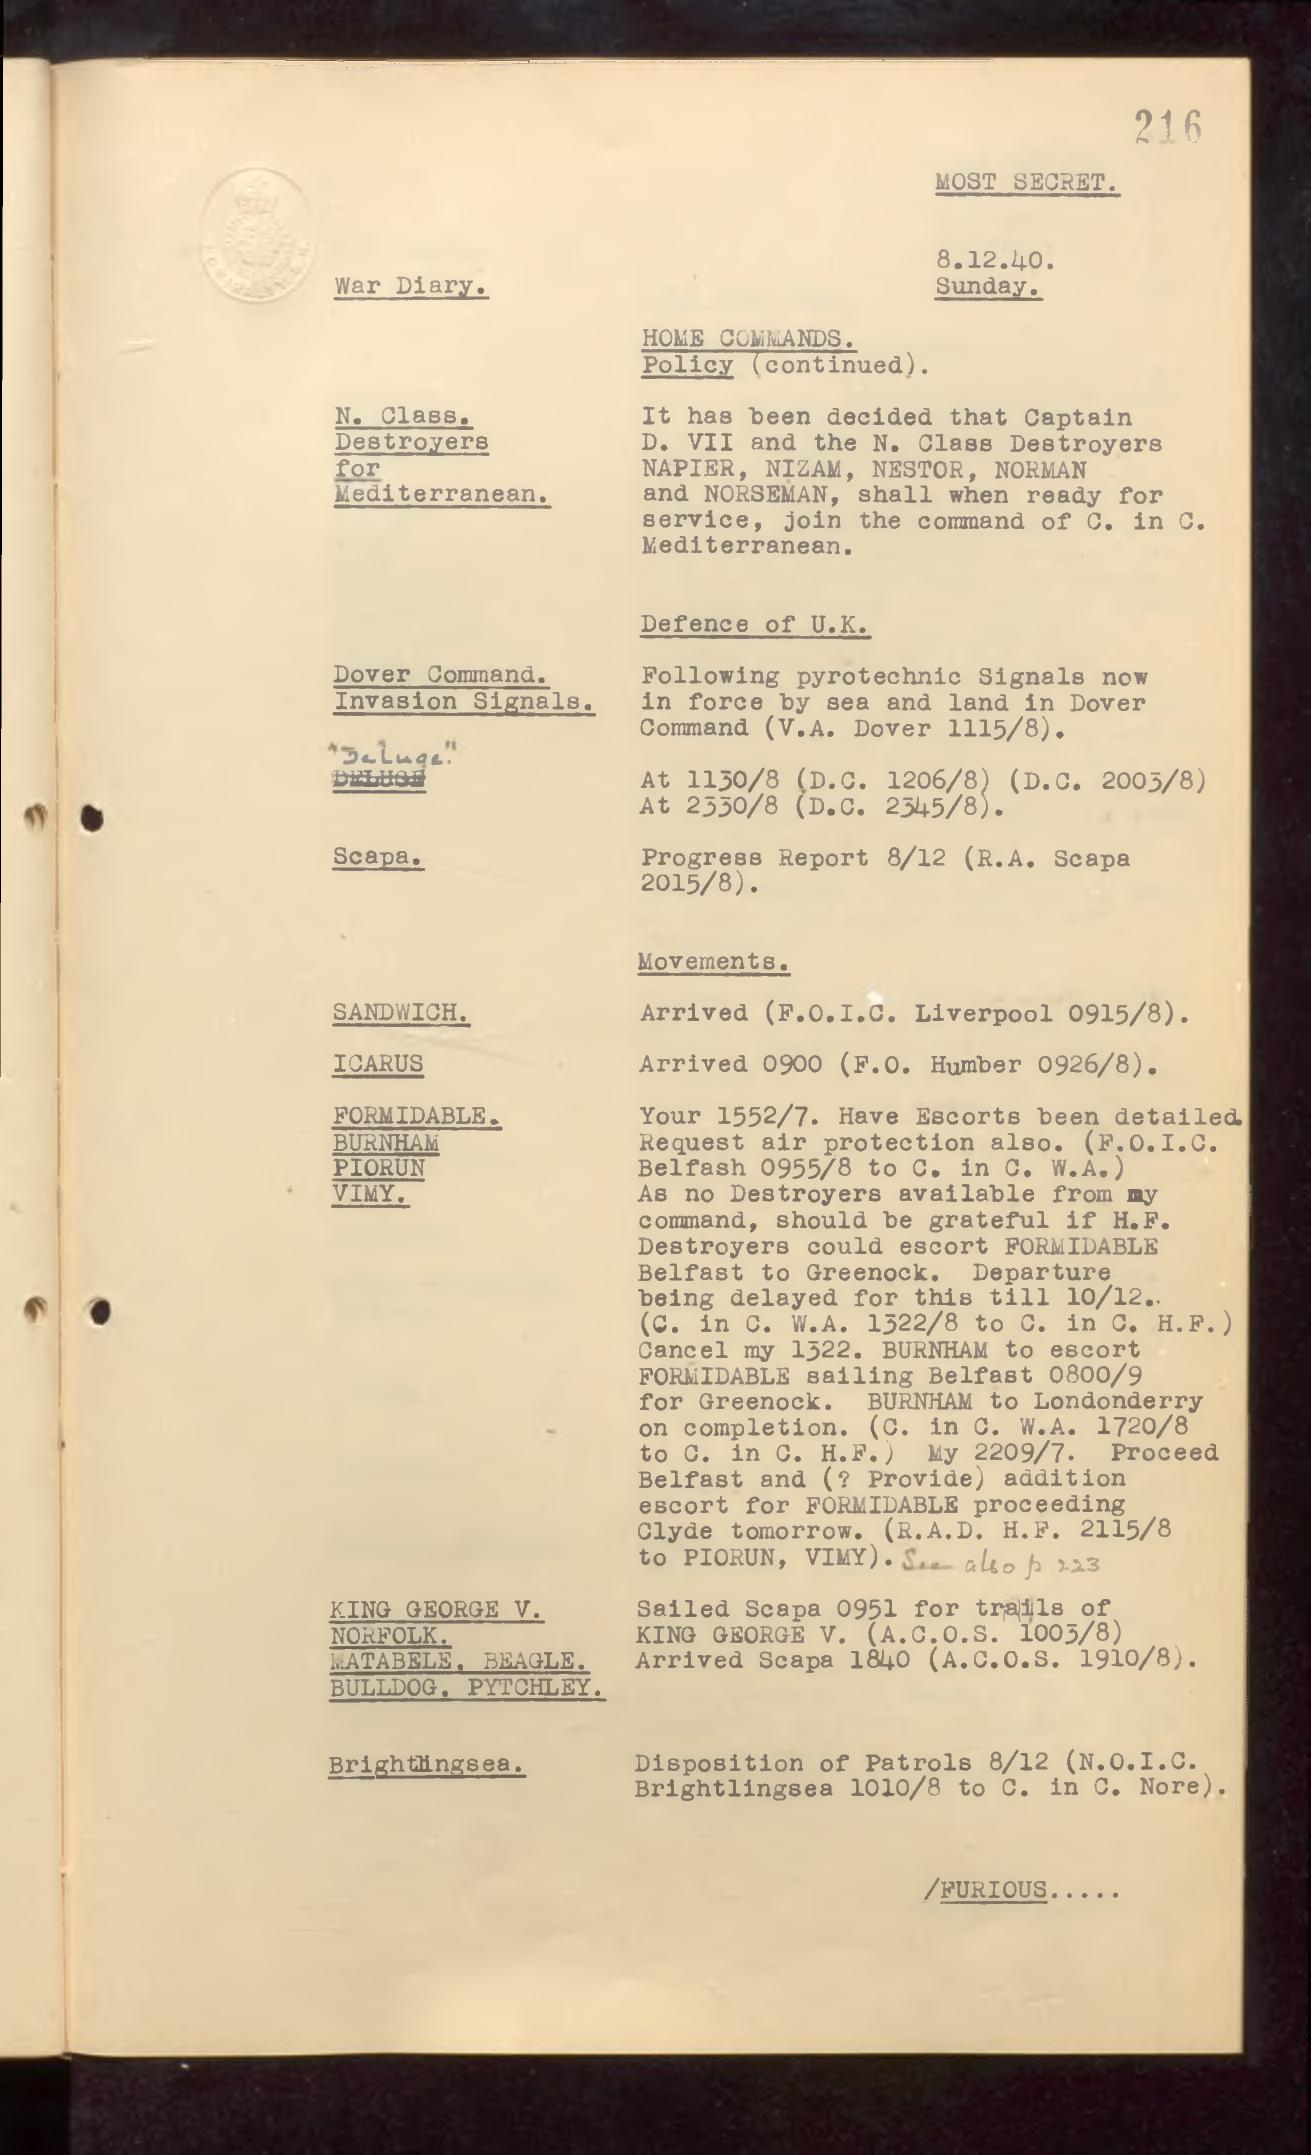 216
MOST SECRET.
8.12.40.
War Diary.
Sunday.
HOME COMMANDS.
Policy (continued).
N. Class. It has been decided that Captain
Destroyers D. VII and the N. Class Destroyers
for NAPIER, NIZAM, NESTOR, NORMAN
Mediterranean. and NORSEMAN, shall when ready for
service, join the command of C. in C.
Mediterranean.
Defence of U.K.
Dover Command. Following pyrotechnic Signals now
Invasion Signals. in force by sea and land in Dover
Command (V.A. Dover 1115/8).
"Deluge."
DELUGE At 1130/8 (D.C. 1206/8) (D.C. 2003/8)
At 2330/8 (D.C. 2345/8).
Scapa. Progress Report 8/12 (R.A. Scapa
2015/8).
Movements.
SANDWICH. Arrived (F.O.I.C. Liverpool 0915/8).
ICARUS Arrived 0900 (F.O. Humber 0926/8).
FORMIDABLE. Your 1552/7. Have Escorts been detailed.
BURNHAM Request air protection also. (F.O.I.C.
PIORUN Belfash 0955/8 to C. in C. W.A.)
VIMY. As no Destroyers available from my
command, should be grateful if H.F.
Destroyers could escort FORMIDABLE
Belfast to Greenock. Departure
being delayed for this till 10/12..
(C. in C. W.A. 1322/8 to C. in C. H.F.)
Cancel my 1322. BURNHAM to escort
FORMIDABLE sailing Belfast 0800/9
for Greenock. BURNHAM to Londonderry
on completion. (C. in C. W.A. 1720/8
to C. in C. H.F.) My 2209/7. Proceed
Belfast and (? Provide) addition
escort for FORMIDABLE proceeding
Clyde tomorrow. (R.A.D. H.F. 2115/8
to PIORUN, VIMY). See also p 223
KING GEORGE V. Sailed Scapa 0951 for trails of
NORFOLK. KING GEORGE V. (A.C.O.S. 1003/8)
MATABELE. BEAGLE. Arrived Scapa 1840 (A.C.O.S. 1910/8).
BULLDOG. PYTCHLEY.
Brightlingsea. Disposition of Patrols 8/12 (N.O.I.C.
Brightlingsea 1010/8 to C. in C. Nore).
/FURIOUS.....